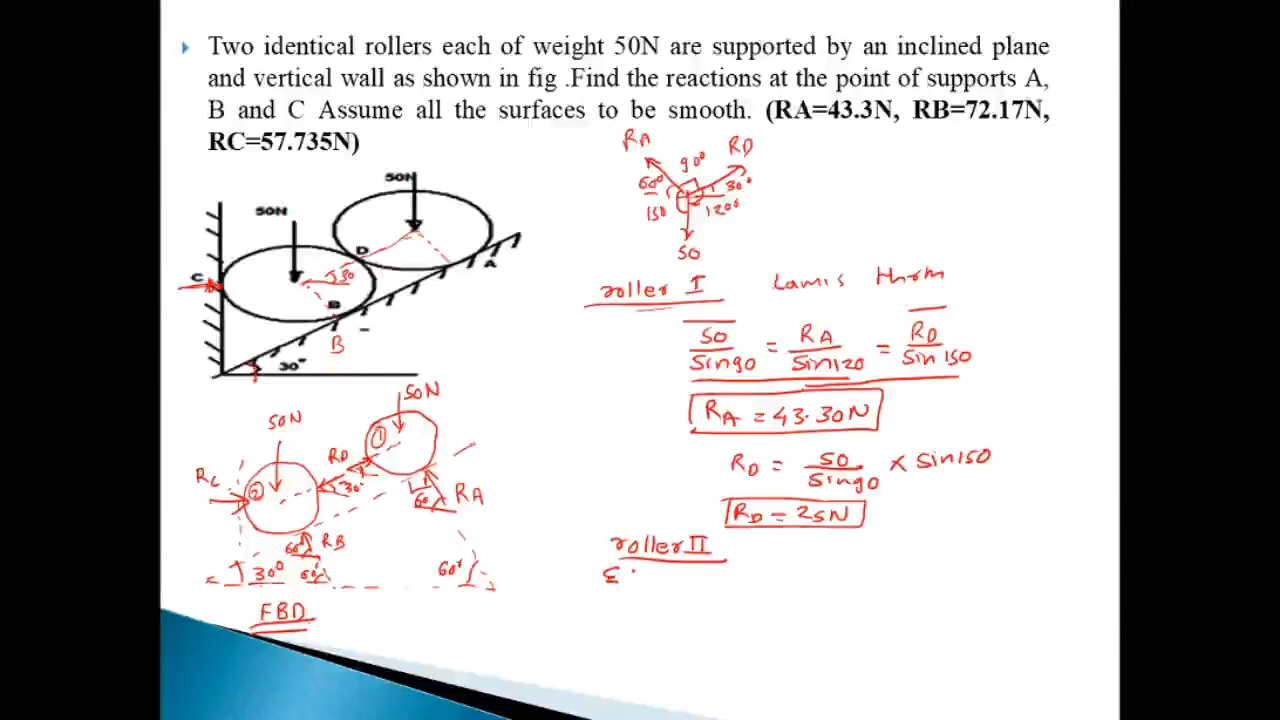 Two identical rollers each of weight 50N are supported by an inclined plane
and vertical wall as shown in fig .Find the reactions at the point of supports A,
B and C Assume all the surfaces to be smooth. (RA=43.3N, RB=72.17N,
RC=57.735N)
RA
RD
90°
60°
30°
150
120°
50
50N
50N
D
C
30
A
B
B
30°
roller I
Lamis Thrm
50/Sin90 = RA/Sin120 = RD/Sin150
RA = 43.30N
RD = 50/Sin90 × Sin150
RD = 25N
roller II
Σ
50N
50N
①
RD
②
30°
RC
60
RA
60°
RB
30°
60°
60°
FBD